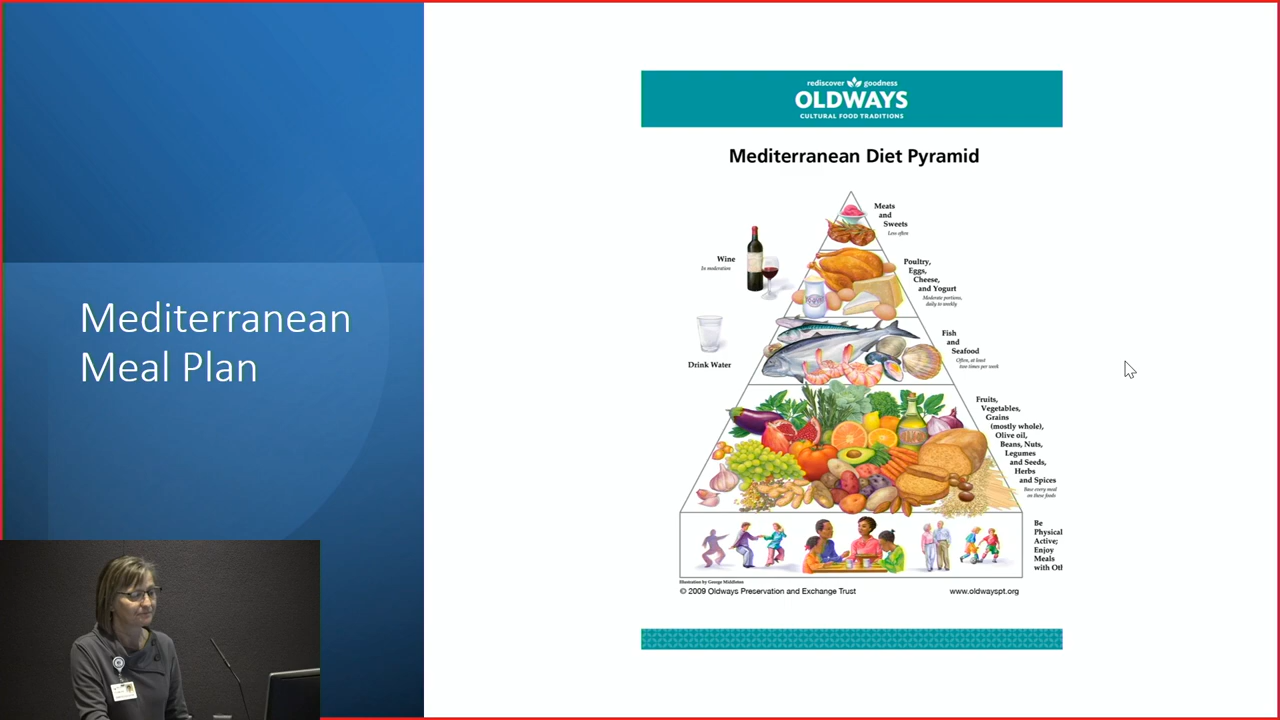 Mediterranean
Meal Plan
rediscover goodness
OLDWAYS
CULTURAL FOOD TRADITIONS
Mediterranean Diet Pyramid
Meats
and
Sweets
Less often
Wine
In moderation
Poultry,
Eggs,
Cheese,
and Yogurt
Moderate portions,
daily to weekly
Drink Water
Fish
and
Seafood
Often, at least
two times per week
Fruits,
Vegetables,
Grains
(mostly whole),
Olive oil,
Beans, Nuts,
Legumes
and Seeds,
Herbs
and Spices
Base every meal
on these foods
Be
Physical
Active;
Enjoy
Meals
with Ot
Illustration by George Middleton
© 2009 Oldways Preservation and Exchange Trust
www.oldwayspt.org